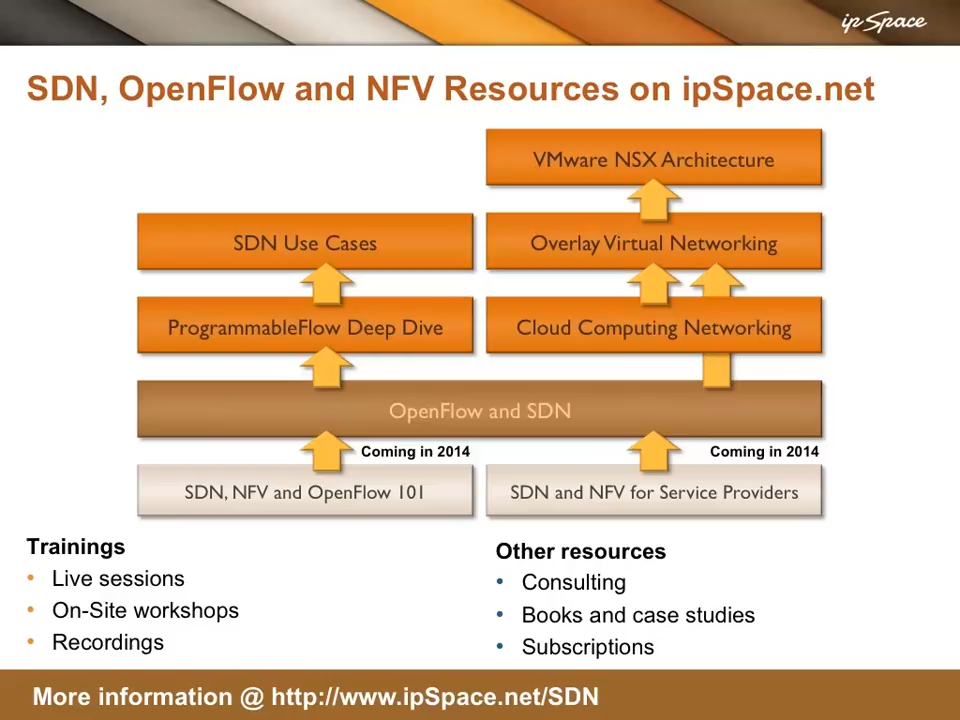 ip Space
SDN, OpenFlow and NFV Resources on ipSpace.net
VMware NSX Architecture
SDN Use Cases
Overlay Virtual Networking
ProgrammableFlow Deep Dive
Cloud Computing Networking
OpenFlow and SDN
Coming in 2014
Coming in 2014
SDN, NFV and OpenFlow 101
SDN and NFV for Service Providers
Trainings
• Live sessions
• On-Site workshops
• Recordings
Other resources
• Consulting
• Books and case studies
• Subscriptions
More information @ http://www.ipSpace.net/SDN